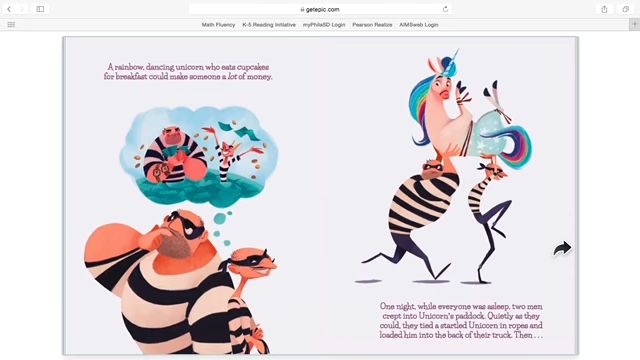 getepic.com
Math Fluency K-5 Reading Initiative myPhilaSD Login Pearson Realize AIMSweb Login
A rainbow, dancing unicorn who eats cupcakes
for breakfast could make someone a lot of money.
One night, while everyone was asleep, two men
crept into Unicorn's paddock. Quietly as they
could, they tied a startled Unicorn in ropes and
loaded him into the back of their truck. Then . . .